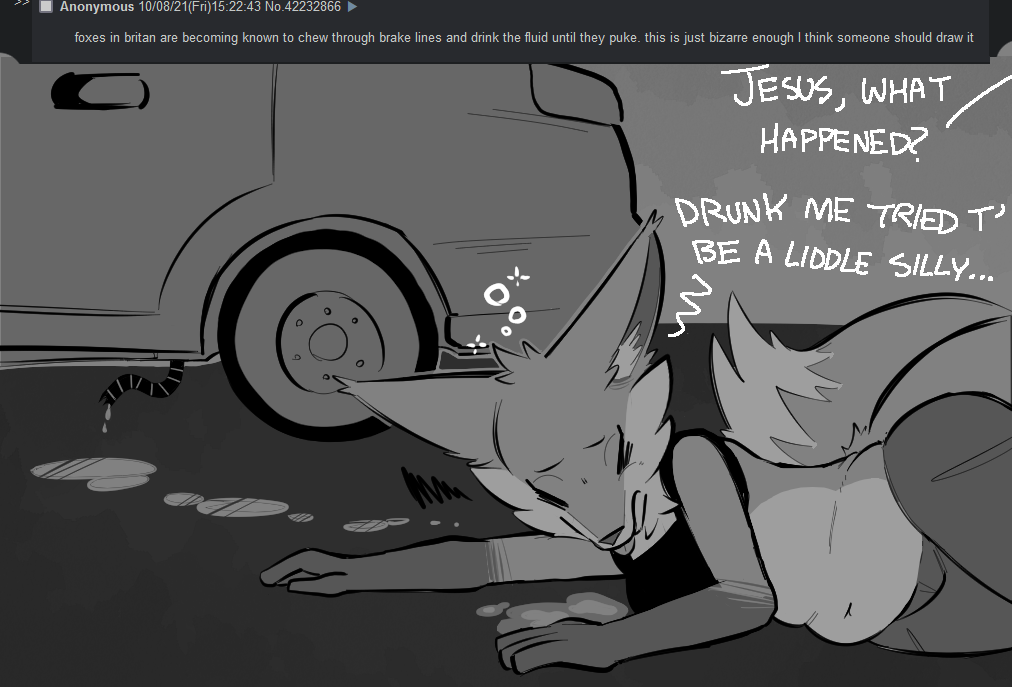 >> Anonymous 10/08/21(Fri)15:22:43 No.42232866 ▶
foxes in britan are becoming known to chew through brake lines and drink the fluid until they puke. this is just bizarre enough I think someone should draw it
JESUS, WHAT
HAPPENED?
DRUNK ME TRIED T'
BE A LIDDLE SILLY...